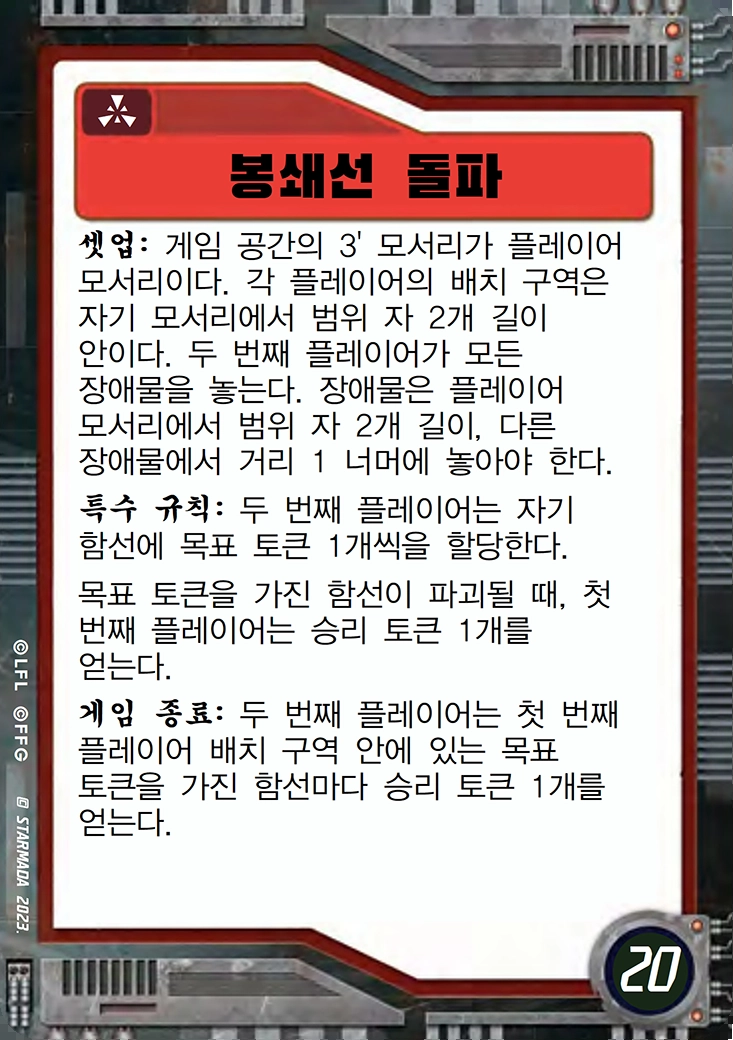 봉쇄선 돌파
셋업: 게임 공간의 3' 모서리가 플레이어
모서리이다. 각 플레이어의 배치 구역은
자기 모서리에서 범위 자 2개 길이
안이다. 두 번째 플레이어가 모든
장애물을 놓는다. 장애물은 플레이어
모서리에서 범위 자 2개 길이, 다른
장애물에서 거리 1 너머에 놓아야 한다.
특수 규칙: 두 번째 플레이어는 자기
함선에 목표 토큰 1개씩을 할당한다.
목표 토큰을 가진 함선이 파괴될 때, 첫
번째 플레이어는 승리 토큰 1개를
얻는다.
게임 종료: 두 번째 플레이어는 첫 번째
플레이어 배치 구역 안에 있는 목표
토큰을 가진 함선마다 승리 토큰 1개를
얻는다.
©LFL ©FFG © STARMADA 2023.
20